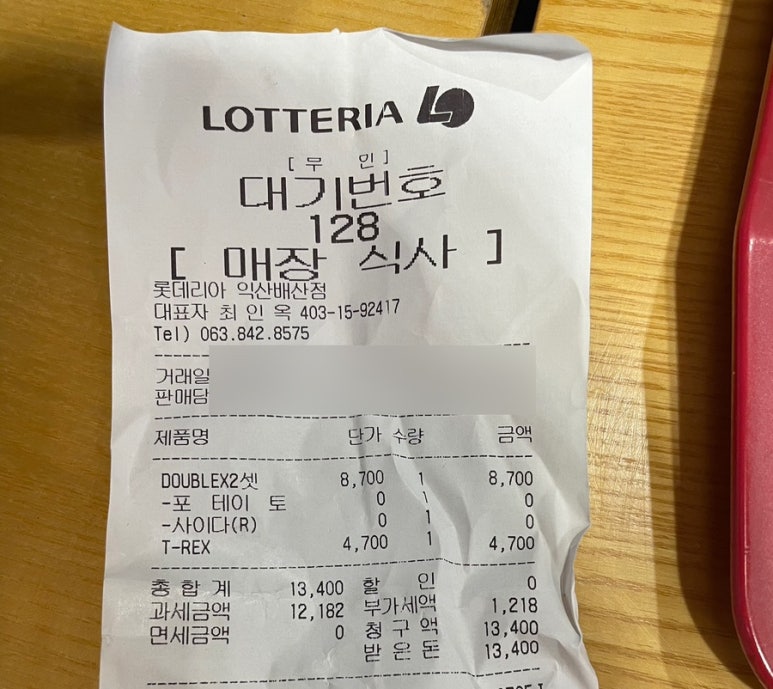 LOTTERIA
[무 인]
대기번호
128
[ 매장 식사 ]
롯데리아 익산배산점
대표자 최 인 옥 403-15-92417
Tel) 063.842.8575
거래일
판매담
제품명 단가 수량 금액
DOUBLEX2셋 8,700 1 8,700
-포 테이 토 0 1 0
-사이다(R) 0 1 0
T-REX 4,700 1 4,700
총 합 계 13,400 할 인 0
과세금액 12,182 부가세액 1,218
면세금액 0 청 구 액 13,400
받 은 돈 13,400